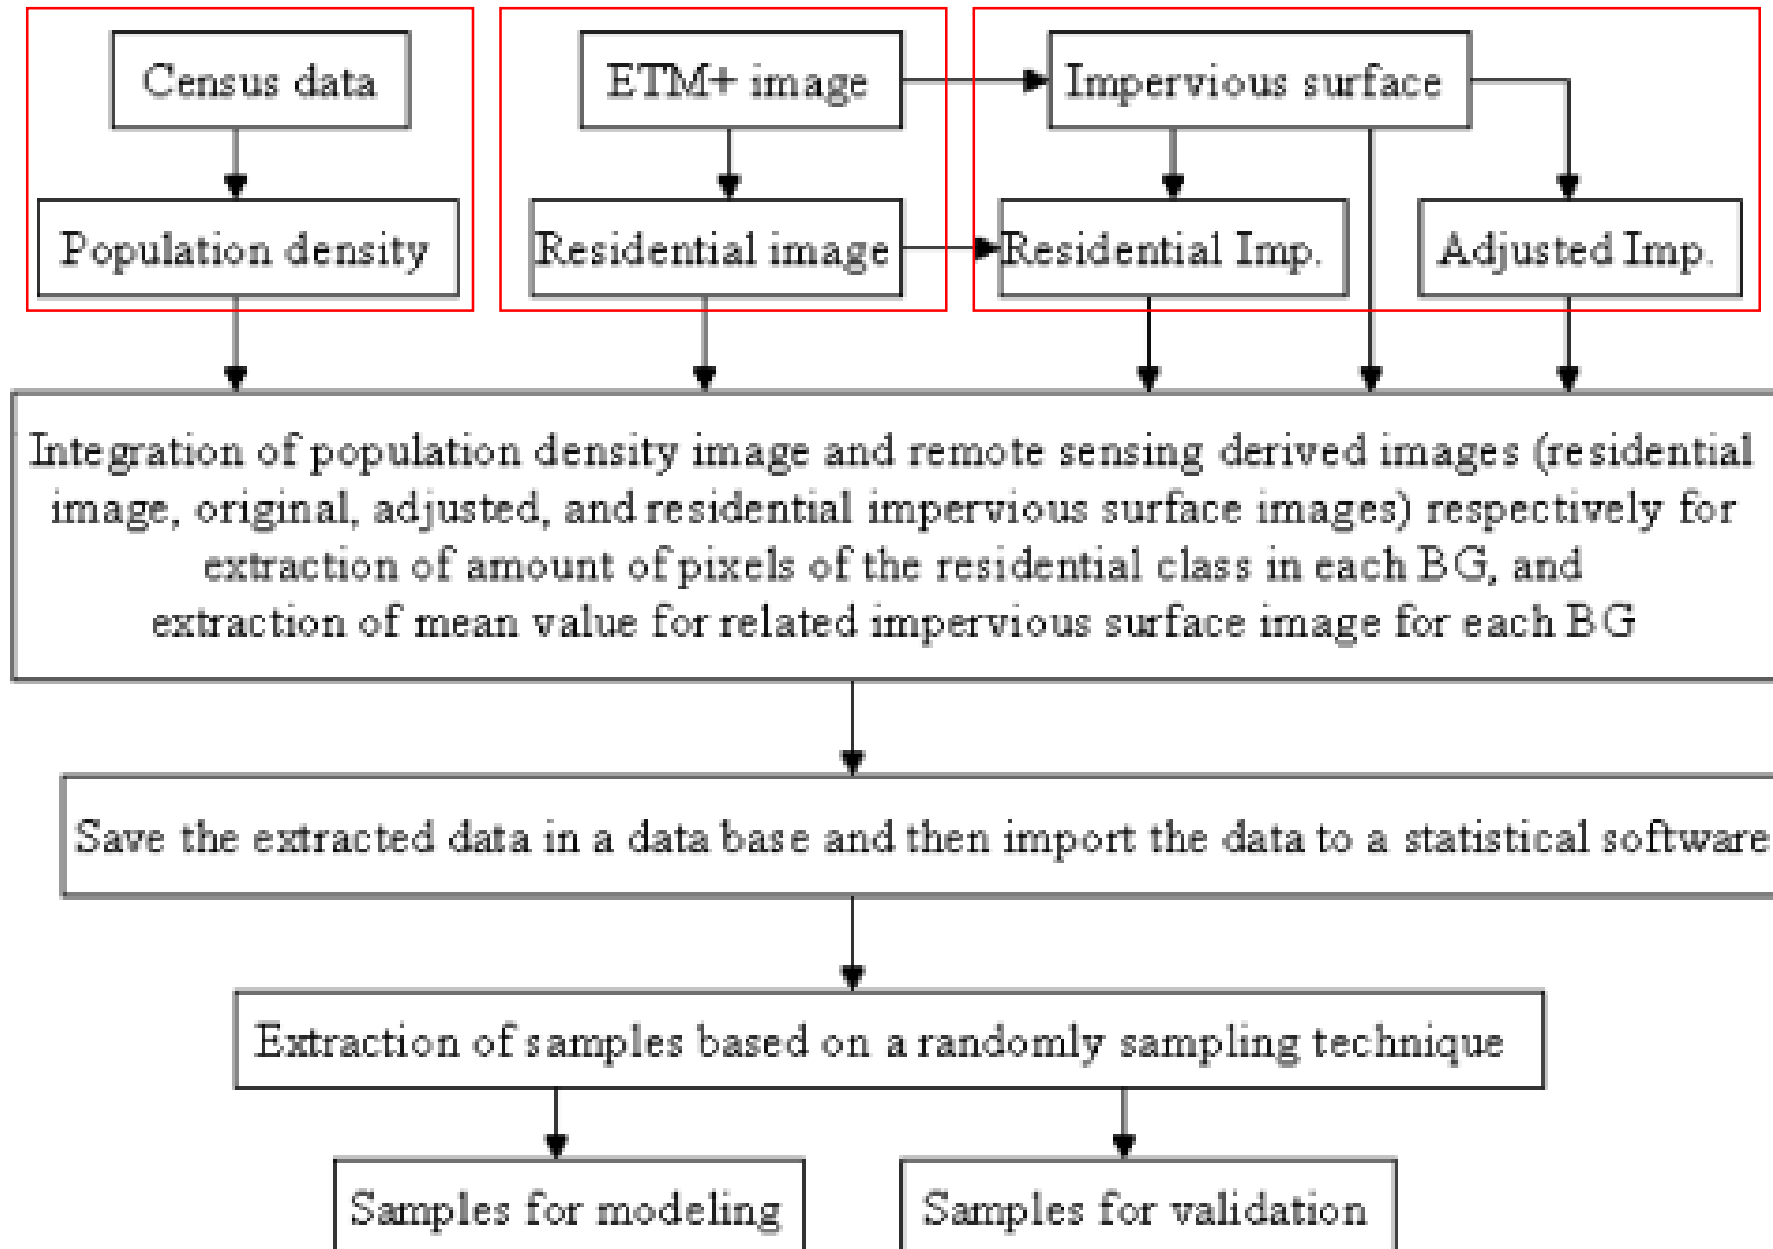 Census data
ETM+ image
Impervious surface
Population density
Residential image
Residential Imp.
Adjusted Imp.
Integration of population density image and remote sensing derived images (residential
image, original, adjusted, and residential impervious surface images) respectively for
extraction of amount of pixels of the residential class in each BG, and
extraction of mean value for related impervious surface image for each BG
Save the extracted data in a data base and then import the data to a statistical software
Extraction of samples based on a randomly sampling technique
Samples for modeling
Samples for validation